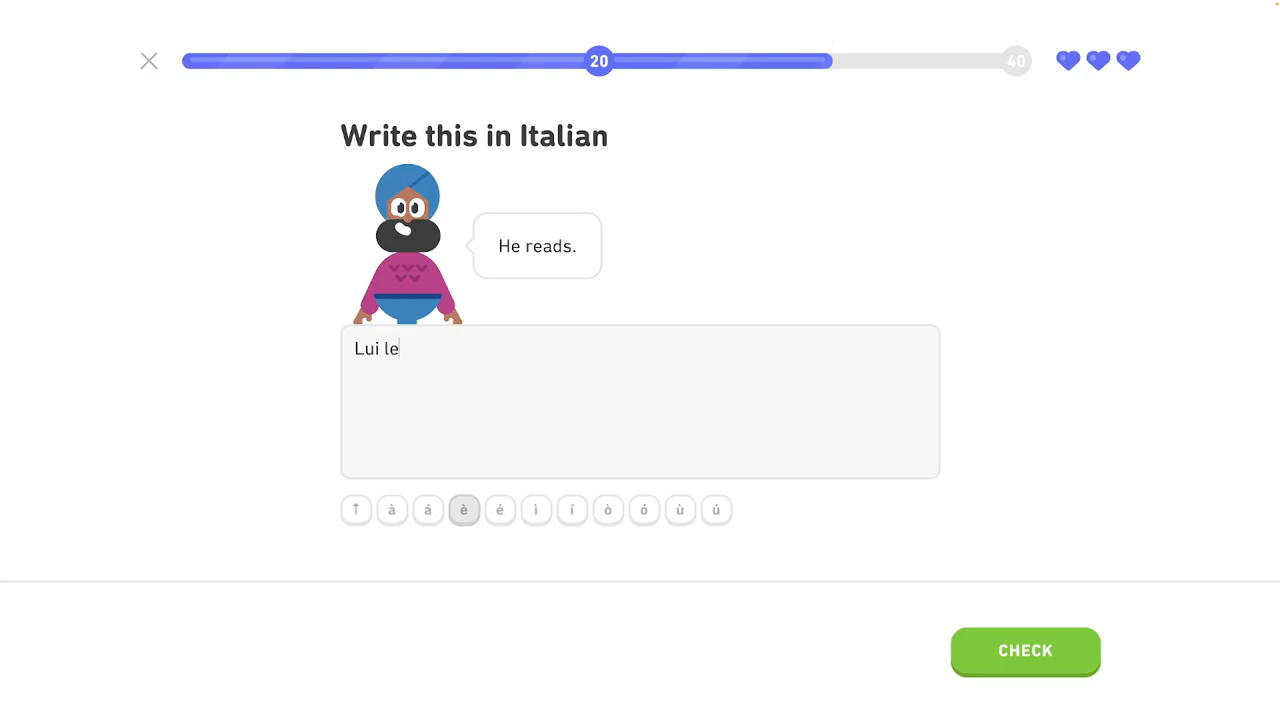 20
40
Write this in Italian
He reads.
Lui le
↑ à á è é ì í ò ó ù ú
CHECK